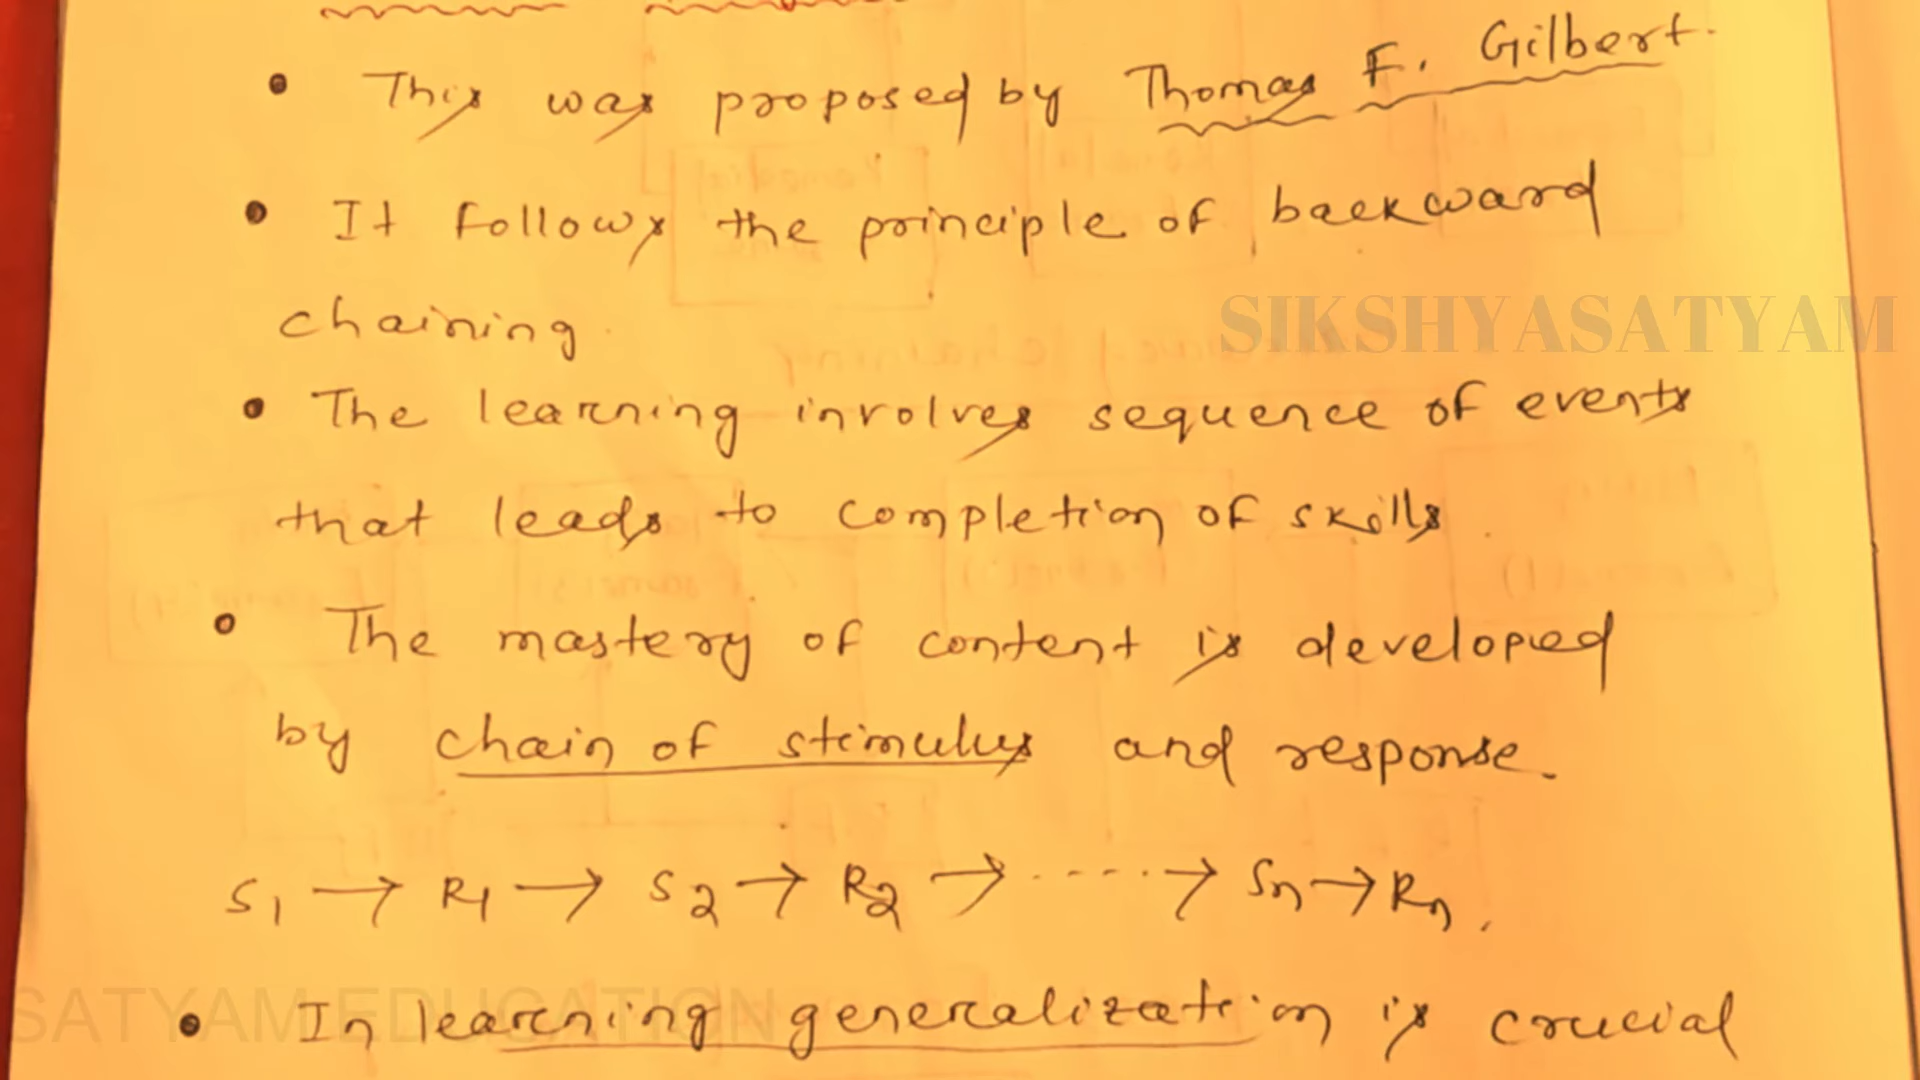 • This was proposed by Thomas F. Gilbert.
• It follows the principle of backward
chaining
SIKSHYASATYAM
• The learning involves sequence of events
that leads to completion of skills.
• The mastery of content is developed
by chain of stimulus and response.
S1 → R1 → S2 → R2 → ..... → Sn → Rn.
SATYAM EDUCATION
• In learning generalization is crucial